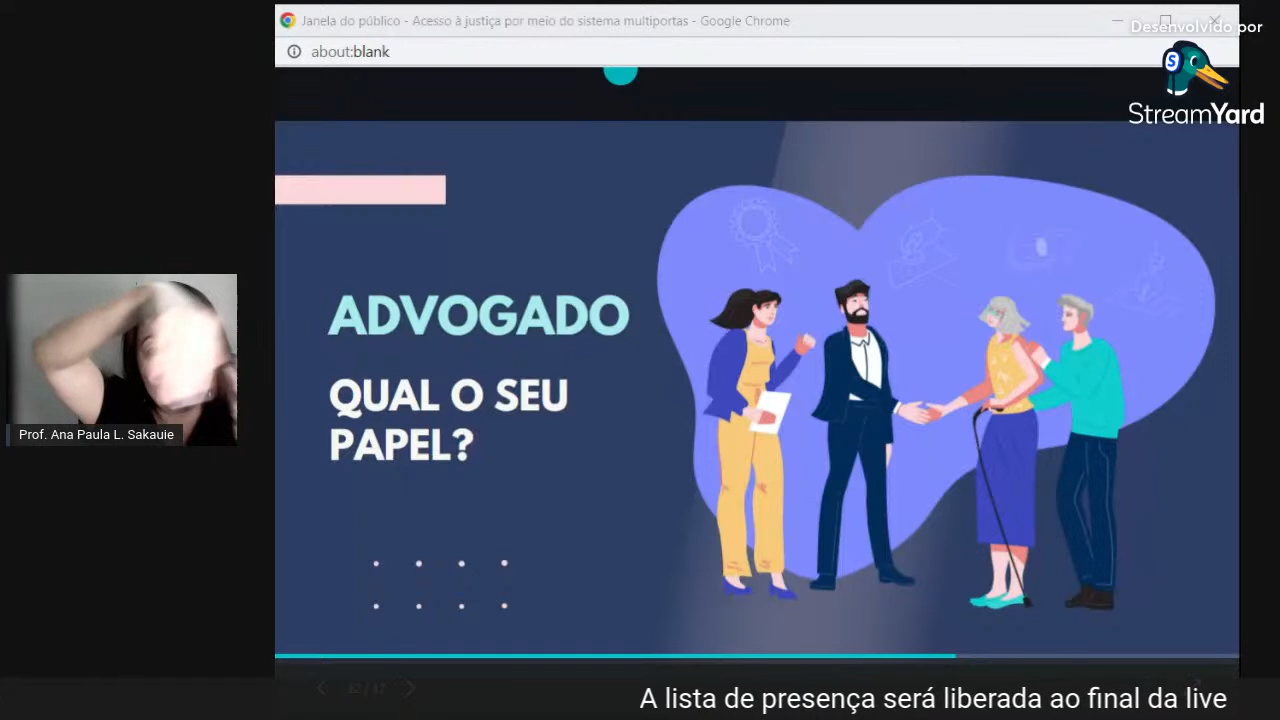 Janela do público - Acesso à justiça por meio do sistema multiportas - Google Chrome
about:blank
Desenvolvido por
S
StreamYard
ADVOGADO
QUAL O SEU
PAPEL?
Prof. Ana Paula L. Sakauie
A lista de presença será liberada ao final da live